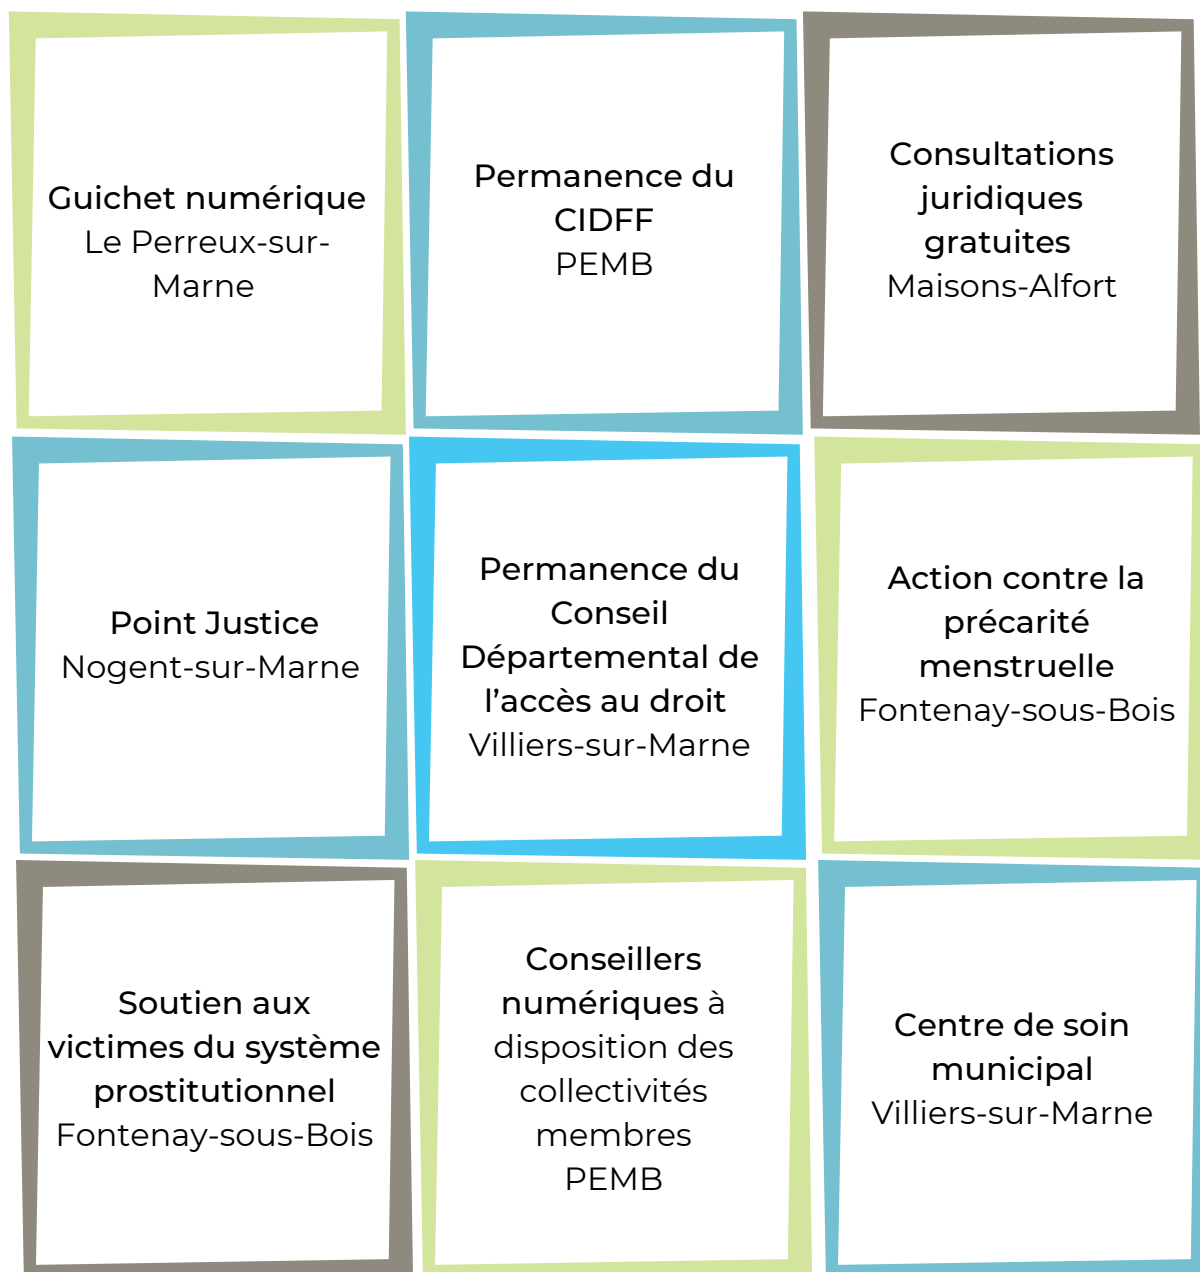 Guichet numérique
Le Perreux-sur-
Marne
Permanence du
CIDFF
PEMB
Consultations
juridiques
gratuites
Maisons-Alfort
Point Justice
Nogent-sur-Marne
Permanence du
Conseil
Départemental de
l’accès au droit
Villiers-sur-Marne
Action contre la
précarité
menstruelle
Fontenay-sous-Bois
Soutien aux
victimes du système
prostitutionnel
Fontenay-sous-Bois
Conseillers
numériques à
disposition des
collectivités
membres
PEMB
Centre de soin
municipal
Villiers-sur-Marne